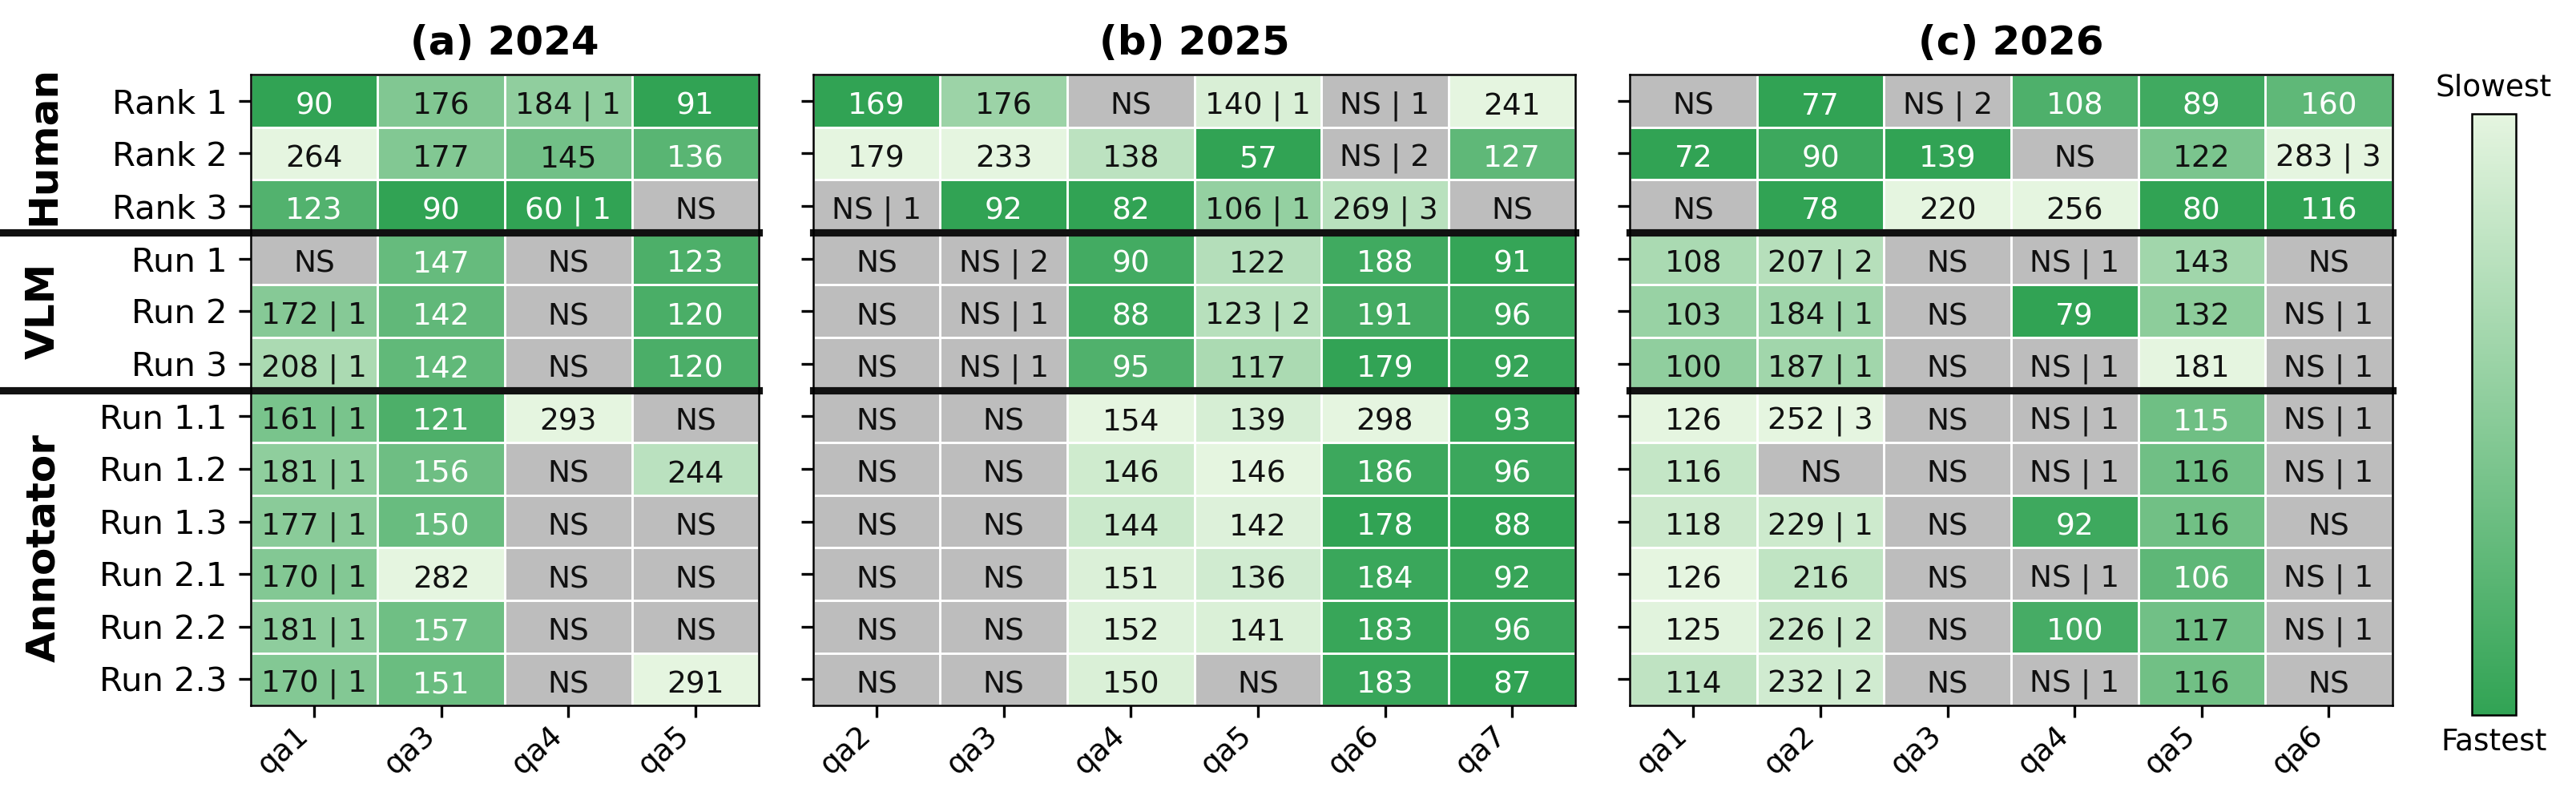 (a) 2024 (b) 2025 (c) 2026
Human
Rank 1 90 176 184 | 1 91 169 176 NS 140 | 1 NS | 1 241 NS 77 NS | 2 108 89 160
Rank 2 264 177 145 136 179 233 138 57 NS | 2 127 72 90 139 NS 122 283 | 3
Rank 3 123 90 60 | 1 NS NS | 1 92 82 106 | 1 269 | 3 NS NS 78 220 256 80 116
VLM
Run 1 NS 147 NS 123 NS NS | 2 90 122 188 91 108 207 | 2 NS NS | 1 143 NS
Run 2 172 | 1 142 NS 120 NS NS | 1 88 123 | 2 191 96 103 184 | 1 NS 79 132 NS | 1
Run 3 208 | 1 142 NS 120 NS NS | 1 95 117 179 92 100 187 | 1 NS NS | 1 181 NS | 1
Annotator
Run 1.1 161 | 1 121 293 NS NS NS 154 139 298 93 126 252 | 3 NS NS | 1 115 NS | 1
Run 1.2 181 | 1 156 NS 244 NS NS 146 146 186 96 116 NS NS NS | 1 116 NS | 1
Run 1.3 177 | 1 150 NS NS NS NS 144 142 178 88 118 229 | 1 NS 92 116 NS
Run 2.1 170 | 1 282 NS NS NS NS 151 136 184 92 126 216 NS NS | 1 106 NS | 1
Run 2.2 181 | 1 157 NS NS NS NS 152 141 183 96 125 226 | 2 NS 100 117 NS | 1
Run 2.3 170 | 1 151 NS 291 NS NS 150 NS 183 87 114 232 | 2 NS NS | 1 116 NS
qa1 qa3 qa4 qa5 qa2 qa3 qa4 qa5 qa6 qa7 qa1 qa2 qa3 qa4 qa5 qa6
Slowest
Fastest